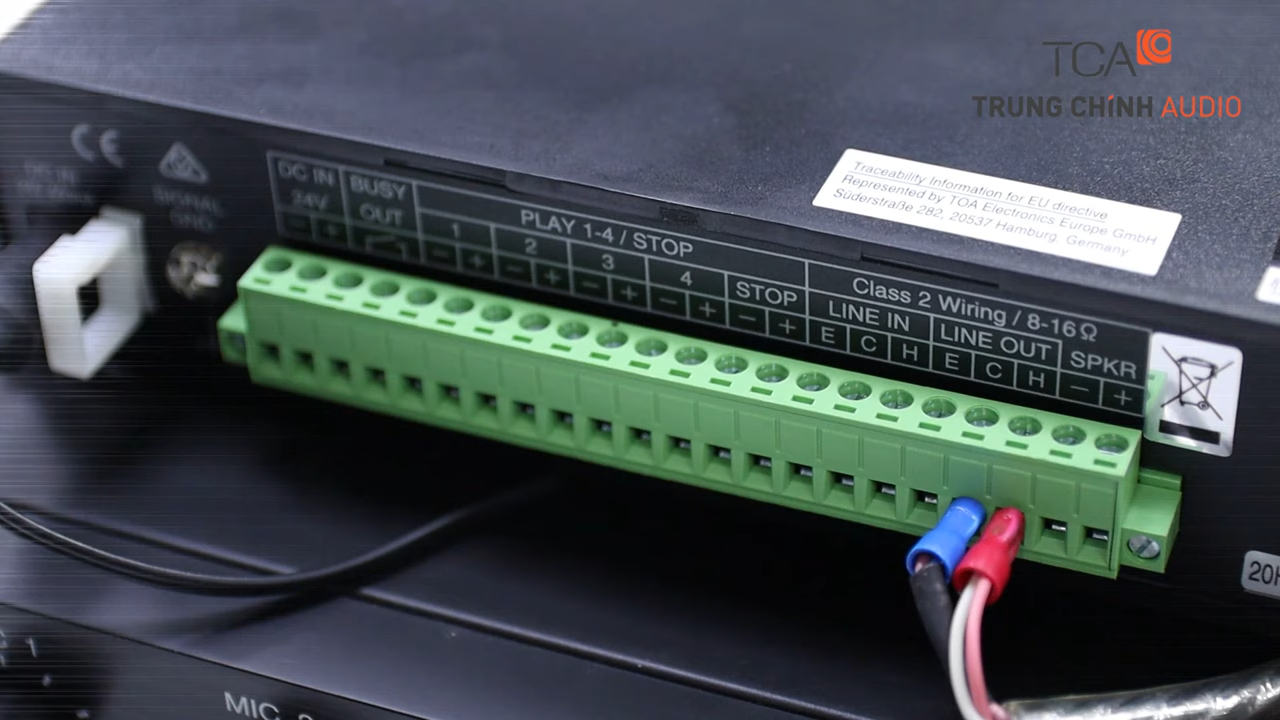 TCA
TRUNG CHÍNH AUDIO
Traceability Information for EU directive
Represented by TOA Electronics Europe GmbH
Süderstraße 282, 20537 Hamburg, Germany
CE
SIGNAL
GND
DC IN
24V
- +
BUSY
OUT
PLAY 1-4 / STOP
1 2 3 4 STOP
- + - + - + - + - +
Class 2 Wiring / 8-16Ω
LINE IN LINE OUT SPKR
E C H E C H - +
MIC